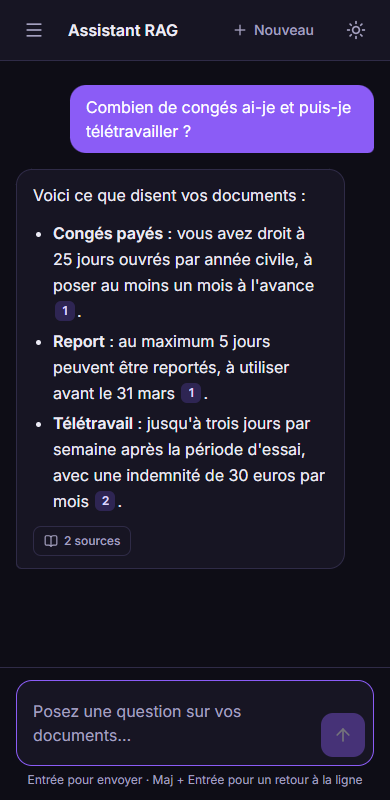 Assistant RAG
Nouveau
Combien de congés ai-je et puis-je
télétravailler ?
Voici ce que disent vos documents :
• Congés payés : vous avez droit à
25 jours ouvrés par année civile, à
poser au moins un mois à l'avance
1 .
• Report : au maximum 5 jours
peuvent être reportés, à utiliser
avant le 31 mars 1 .
• Télétravail : jusqu'à trois jours par
semaine après la période d'essai,
avec une indemnité de 30 euros par
mois 2 .
2 sources
Posez une question sur vos
documents...
Entrée pour envoyer · Maj + Entrée pour un retour à la ligne